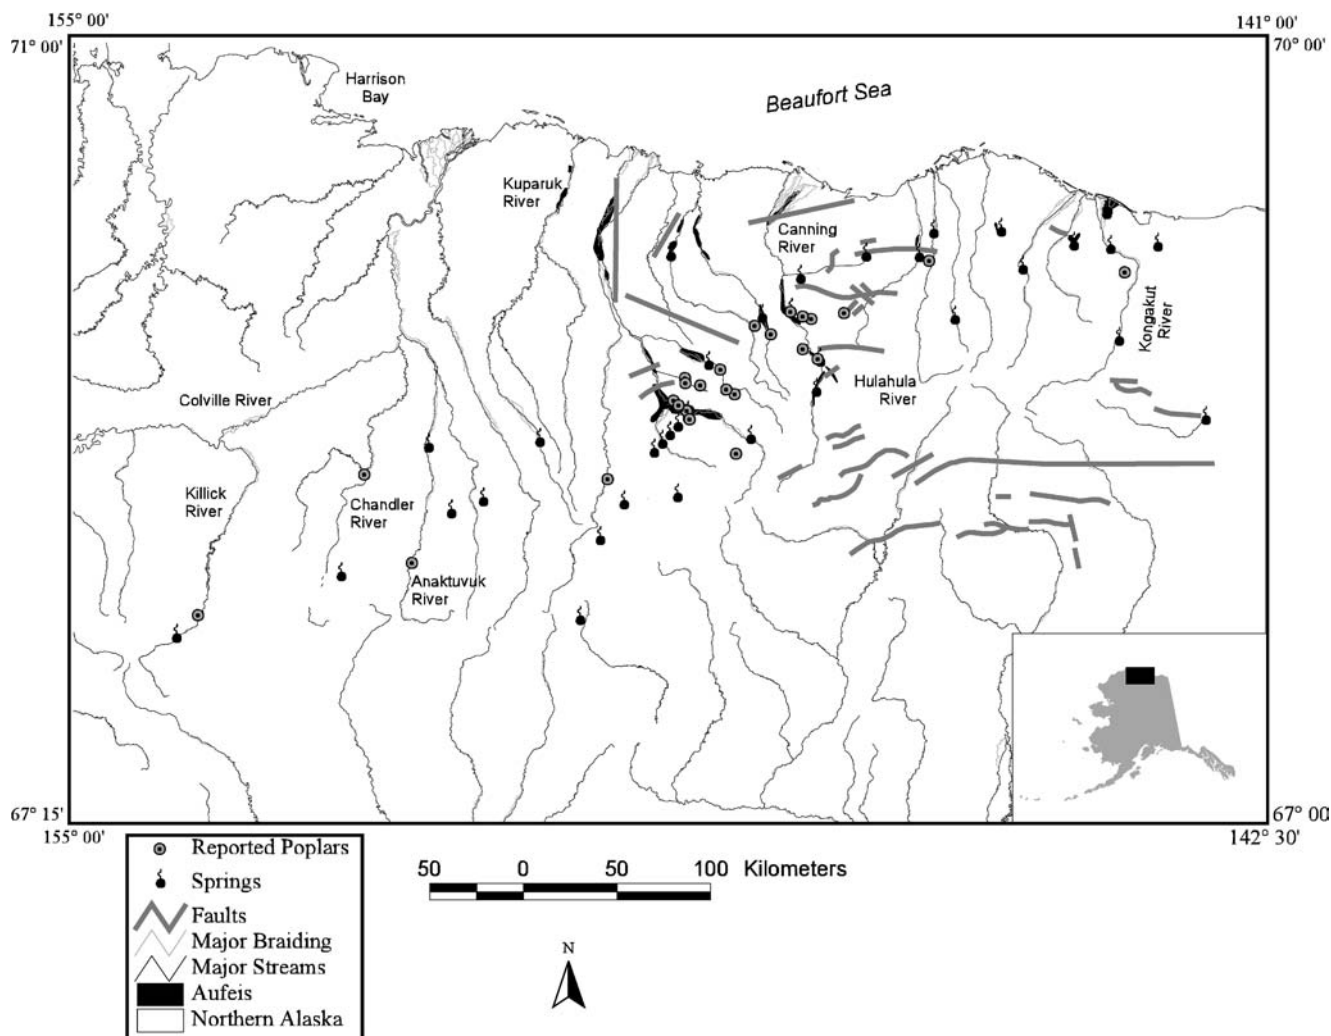 155° 00'
141° 00'
71° 00'
70° 00'
Harrison
Bay
Beaufort Sea
Kuparuk
River
Canning
River
Kongakut
River
Hulahula
River
Colville River
Killick
River
Chandler
River
Anaktuvuk
River
67° 15'
67° 00
155° 00'
142° 30'
Reported Poplars
Springs
Faults
Major Braiding
Major Streams
Aufeis
Northern Alaska
50 0 50 100 Kilometers
N